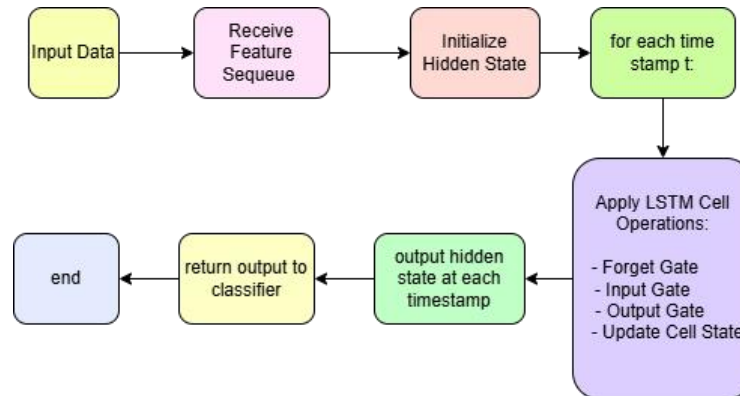 Input Data
Receive
Feature
Sequeue
Initialize
Hidden State
for each time
stamp t:
Apply LSTM Cell
Operations:
- Forget Gate
- Input Gate
- Output Gate
- Update Cell State
output hidden
state at each
timestamp
return output to
classifier
end